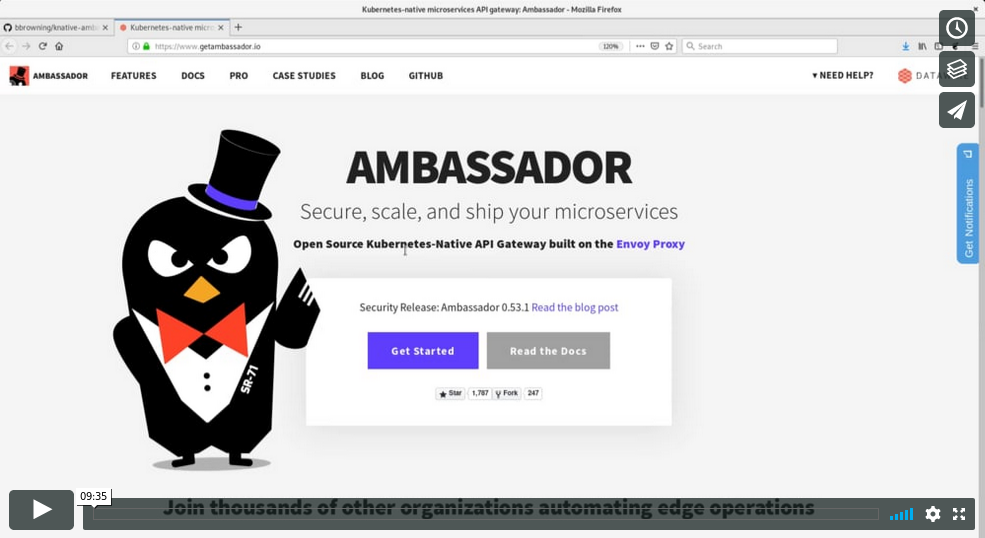 Kubernetes-native microservices API gateway: Ambassador - Mozilla Firefox
bbrowning/knative-amb
Kubernetes-native micr
https://www.getambassador.io
120%
Search
AMBASSADOR
FEATURES
DOCS
PRO
CASE STUDIES
BLOG
GITHUB
▾ NEED HELP?
DATA
AMBASSADOR
Secure, scale, and ship your microservices
Open Source Kubernetes-Native API Gateway built on the Envoy Proxy
Get Notifications
Security Release: Ambassador 0.53.1 Read the blog post
Get Started
Read the Docs
Star 1,787 Fork 247
SR-71
09:35
Join thousands of other organizations automating edge operations